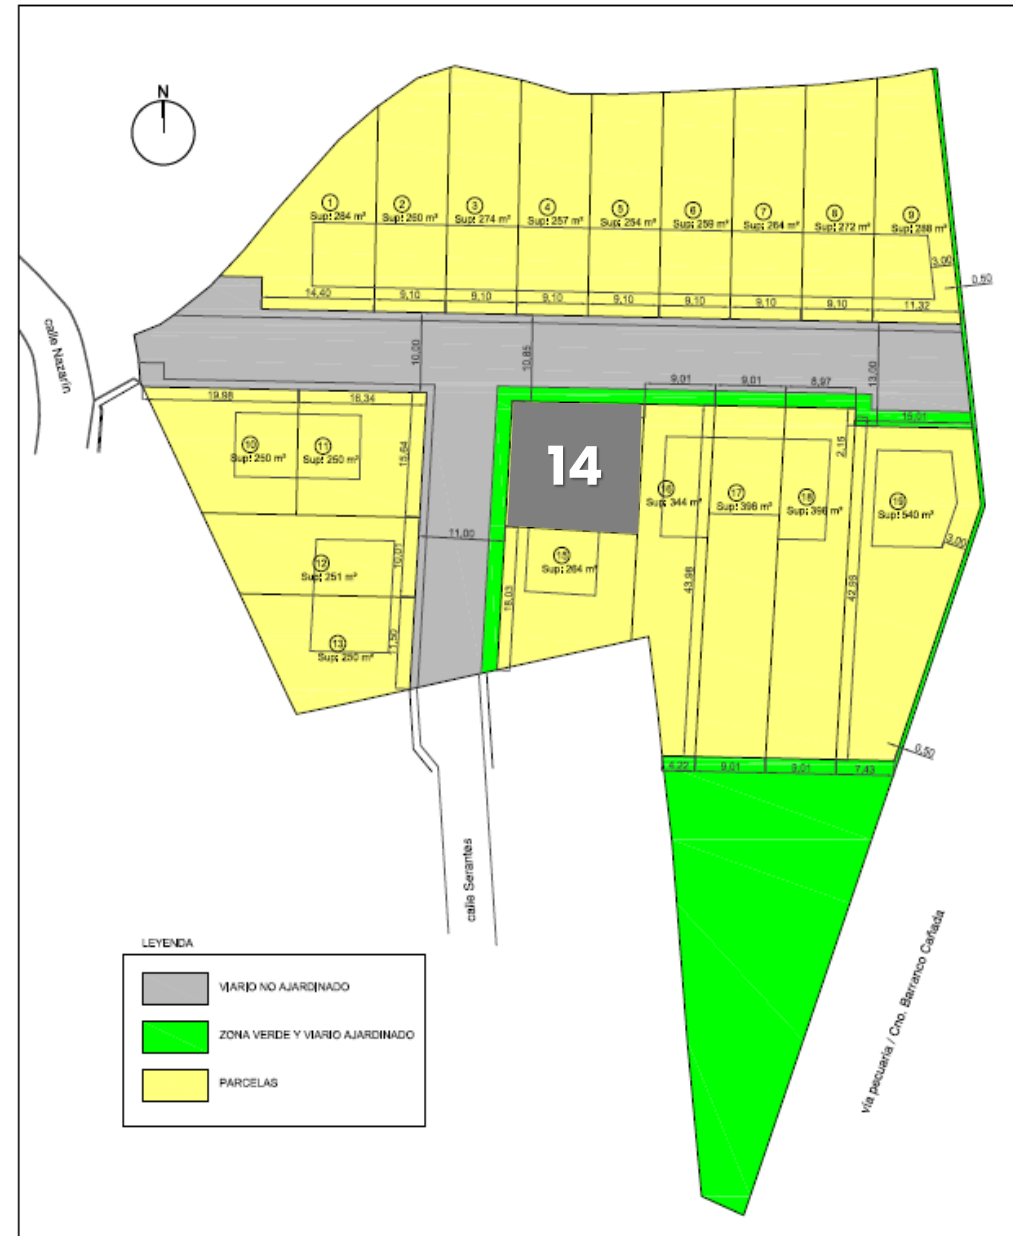 N
1
Sup: 284 m²
2
Sup: 260 m²
3
Sup: 274 m²
4
Sup: 257 m²
5
Sup: 254 m²
6
Sup: 259 m²
7
Sup: 264 m²
8
Sup: 272 m²
9
Sup: 288 m²
3,00
0,50
14,40
9,10
9,10
9,10
9,10
9,10
9,10
9,10
11,32
calle Nazarín
10,00
10,85
13,00
9,01
9,01
8,97
15,01
19,98
16,34
10
Sup: 250 m²
11
Sup: 250 m²
15,64
14
2,15
16
Sup: 344 m²
17
Sup: 396 m²
18
Sup: 396 m²
19
Sup: 540 m²
3,00
11,00
12
Sup: 251 m²
10,01
15
Sup: 264 m²
18,03
43,98
42,98
13
Sup: 250 m²
11,50
0,50
4,22
9,01
9,01
7,43
calle Serantes
vía pecuaria / Cno. Barranco Cañada
LEYENDA
VIARIO NO AJARDINADO
ZONA VERDE Y VIARIO AJARDINADO
PARCELAS